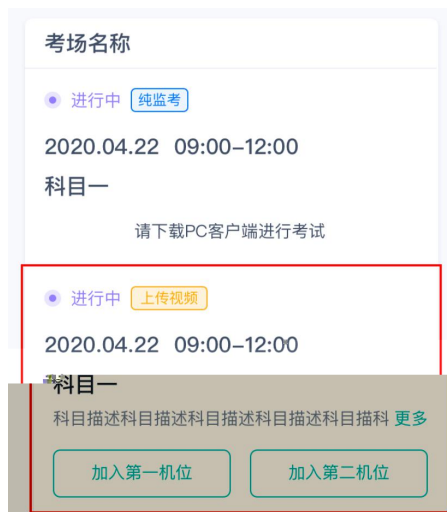 考场名称
进行中 纯监考
2020.04.22 09:00-12:00
科目一
请下载PC客户端进行考试
进行中 上传视频
2020.04.22 09:00-12:00
科目一
科目描述科目描述科目描述科目描述科目描科 更多
加入第一机位 加入第二机位